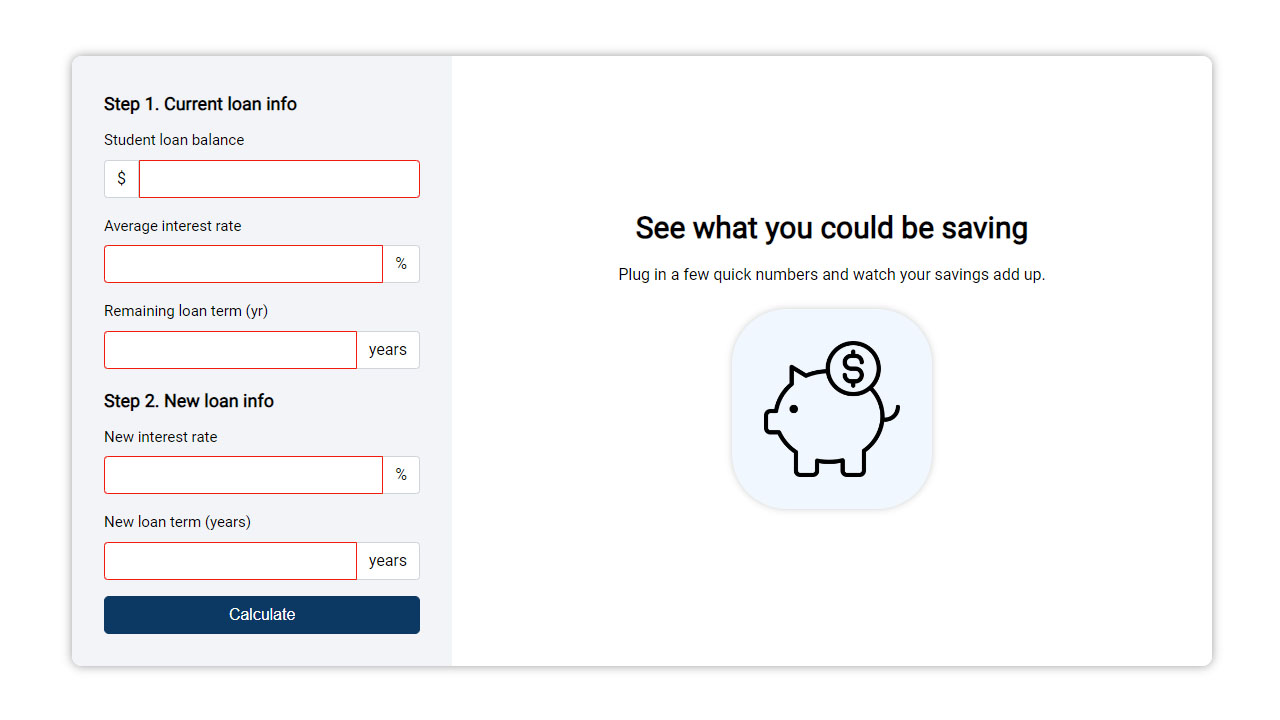 Step 1. Current loan info
Student loan balance
$
Average interest rate
%
Remaining loan term (yr)
years
Step 2. New loan info
New interest rate
%
New loan term (years)
years
Calculate
See what you could be saving
Plug in a few quick numbers and watch your savings add up.
$